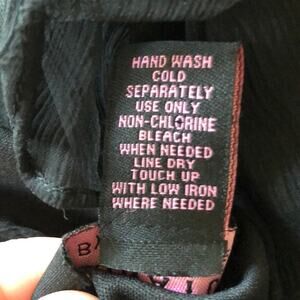 HAND WASH
COLD
SEPARATELY
USE ONLY
NON-CHLORINE
BLEACH
WHEN NEEDED
LINE DRY
TOUCH UP
WITH LOW IRON
WHERE NEEDED